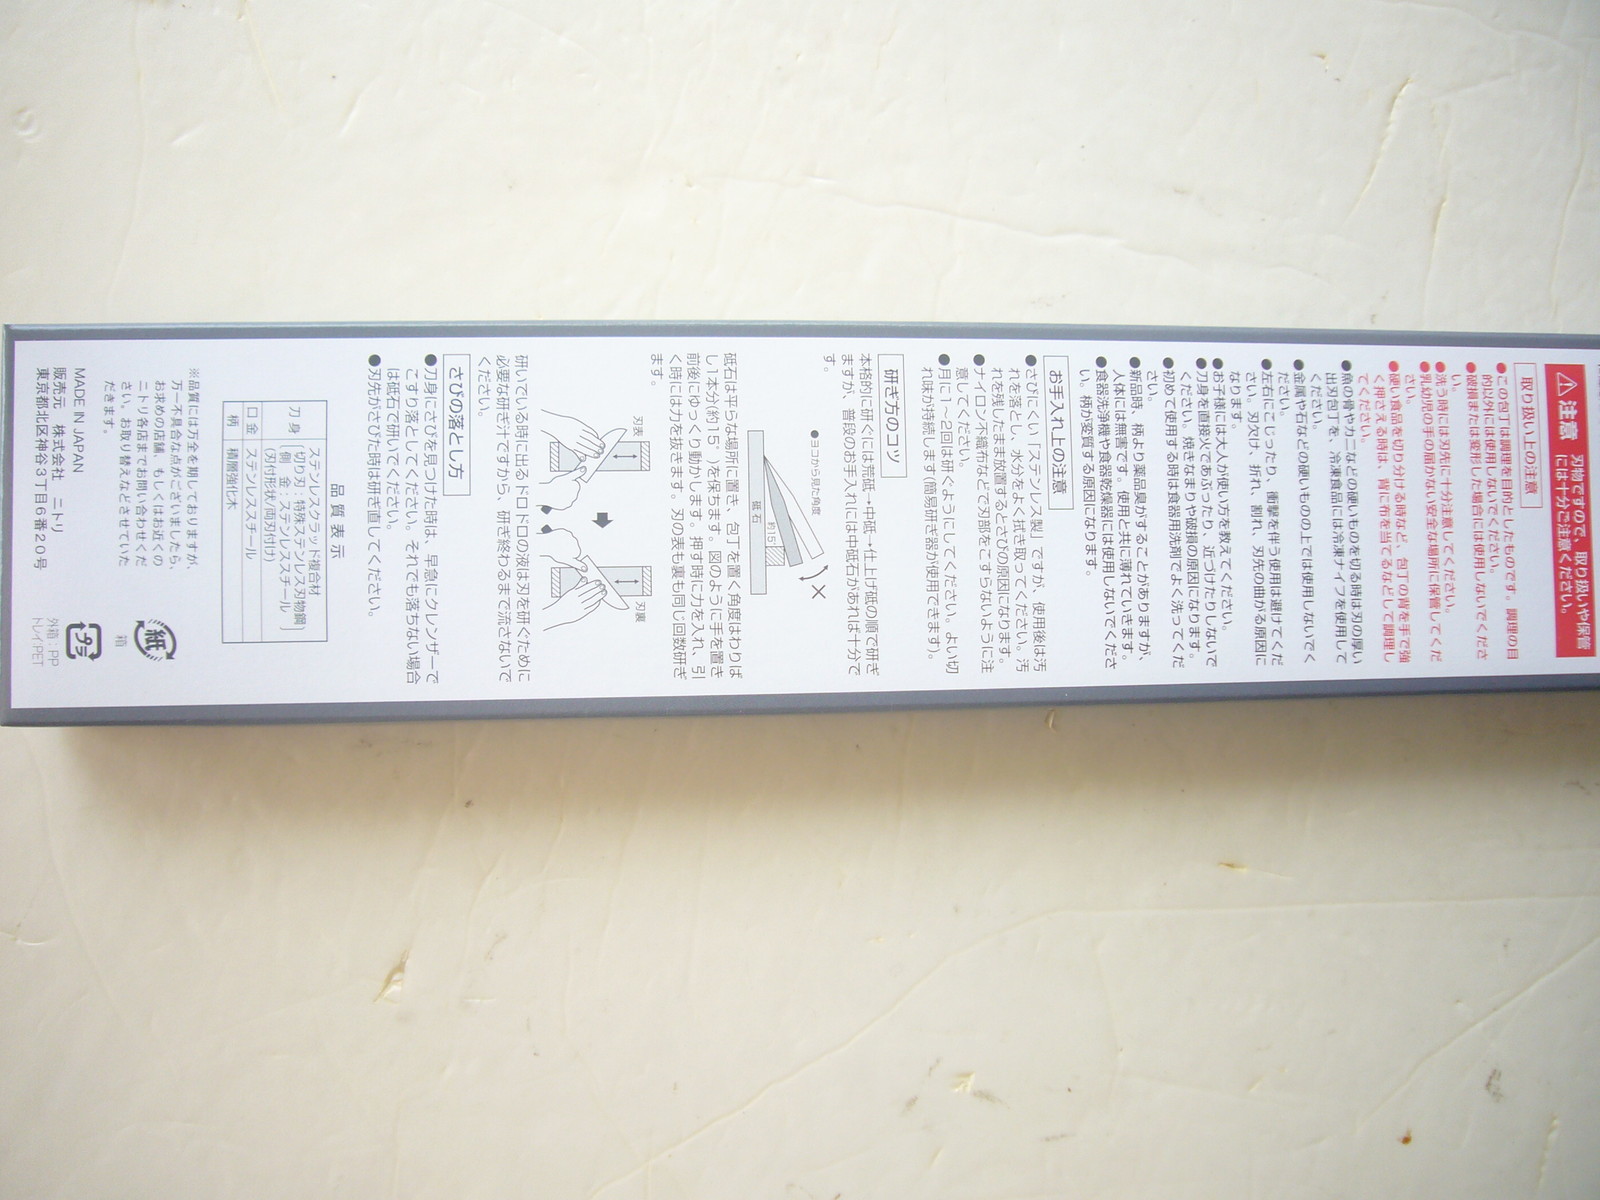 ⚠注意 刃物ですので、取り扱いや保管
には十分ご注意ください。
取り扱い上の注意
●この包丁は調理を目的としたものです。調理の目
的以外には使用しないでください。
●破損または変形した場合には使用しないでくださ
い。
●洗う時には刃先に十分注意してください。
●乳幼児の手の届かない安全な場所に保管してくだ
さい。
●硬い食品を切り分ける時など、包丁の背を手で強
く押さえる時は、背に布を当てるなどして調理し
てください。
●魚の骨やカニなどの硬いものを切る時は刃の厚い
出刃包丁を、冷凍食品には冷凍ナイフを使用して
ください。
●金属や石などの硬いものの上では使用しないでく
ださい。
●左右にこじったり、衝撃を伴う使用は避けてくだ
さい。刃欠け、折れ、割れ、刃先の曲がる原因に
なります。
●お子様には大人が使い方を教えてください。
●刀身を直接火であぶったり、近づけたりしないで
ください。焼きなまりや破損の原因になります。
●初めて使用する時は食器用洗剤でよく洗ってくだ
さい。
●新品時、柄より薬品臭がすることがありますが、
人体には無害です。使用と共に薄れていきます。
●食器洗浄機や食器乾燥器には使用しないでくださ
い。柄が変質する原因になります。
お手入れ上の注意
●さびにくい「ステンレス製」ですが、使用後は汚
れを落とし、水分をよく拭き取ってください。汚
れを残したまま放置するとさびの原因になります。
●ナイロン不織布などで刃部をこすらないように注
意してください。
●月に1〜2回は研ぐようにしてください。よい切
れ味が持続します(簡易研ぎ器が使用できます)。
研ぎ方のコツ
本格的に研ぐには荒砥→中砥→仕上げ砥の順で研ぎ
ますが、普段のお手入れには中砥石があれば十分で
す。
●ヨコから見た角度
約15°
砥石
砥石は平らな場所に置き、包丁を置く角度はわりば
し1本分(約15°)を保ちます。図のように手を置き
前後にゆっくり動かします。押す時に力を入れ、引
く時には力を抜きます。刃の表も裏も同じ回数研ぎ
ます。
刃表
刃裏
研いでいる時に出るドロドロの液は刃を研ぐために
必要な研ぎ汁ですから、研ぎ終わるまで流さないで
ください。
さびの落とし方
●刀身にさびを見つけた時は、早急にクレンザーで
こすり落としてください。それでも落ちない場合
は砥石で研いでください。
●刃先がさびた時は研ぎ直してください。
品質表示
刀身 ステンレスクラッド複合材
(切り刃:特殊ステンレス刃物鋼)
(側 金:ステンレススチール)
(刃付形状/両刃付け)
口金 ステンレススチール
柄 積層強化木
※品質には万全を期しておりますが、
万一不具合な点がございましたら、
お求めの店舗、もしくはお近くの
ニトリ各店までお問い合わせくだ
さい。お取り替えなどさせていた
だきます。
紙
箱
MADE IN JAPAN
販売元 株式会社 ニトリ
東京都北区神谷3丁目6番20号
プラ
外箱:PP
トレイ:PET